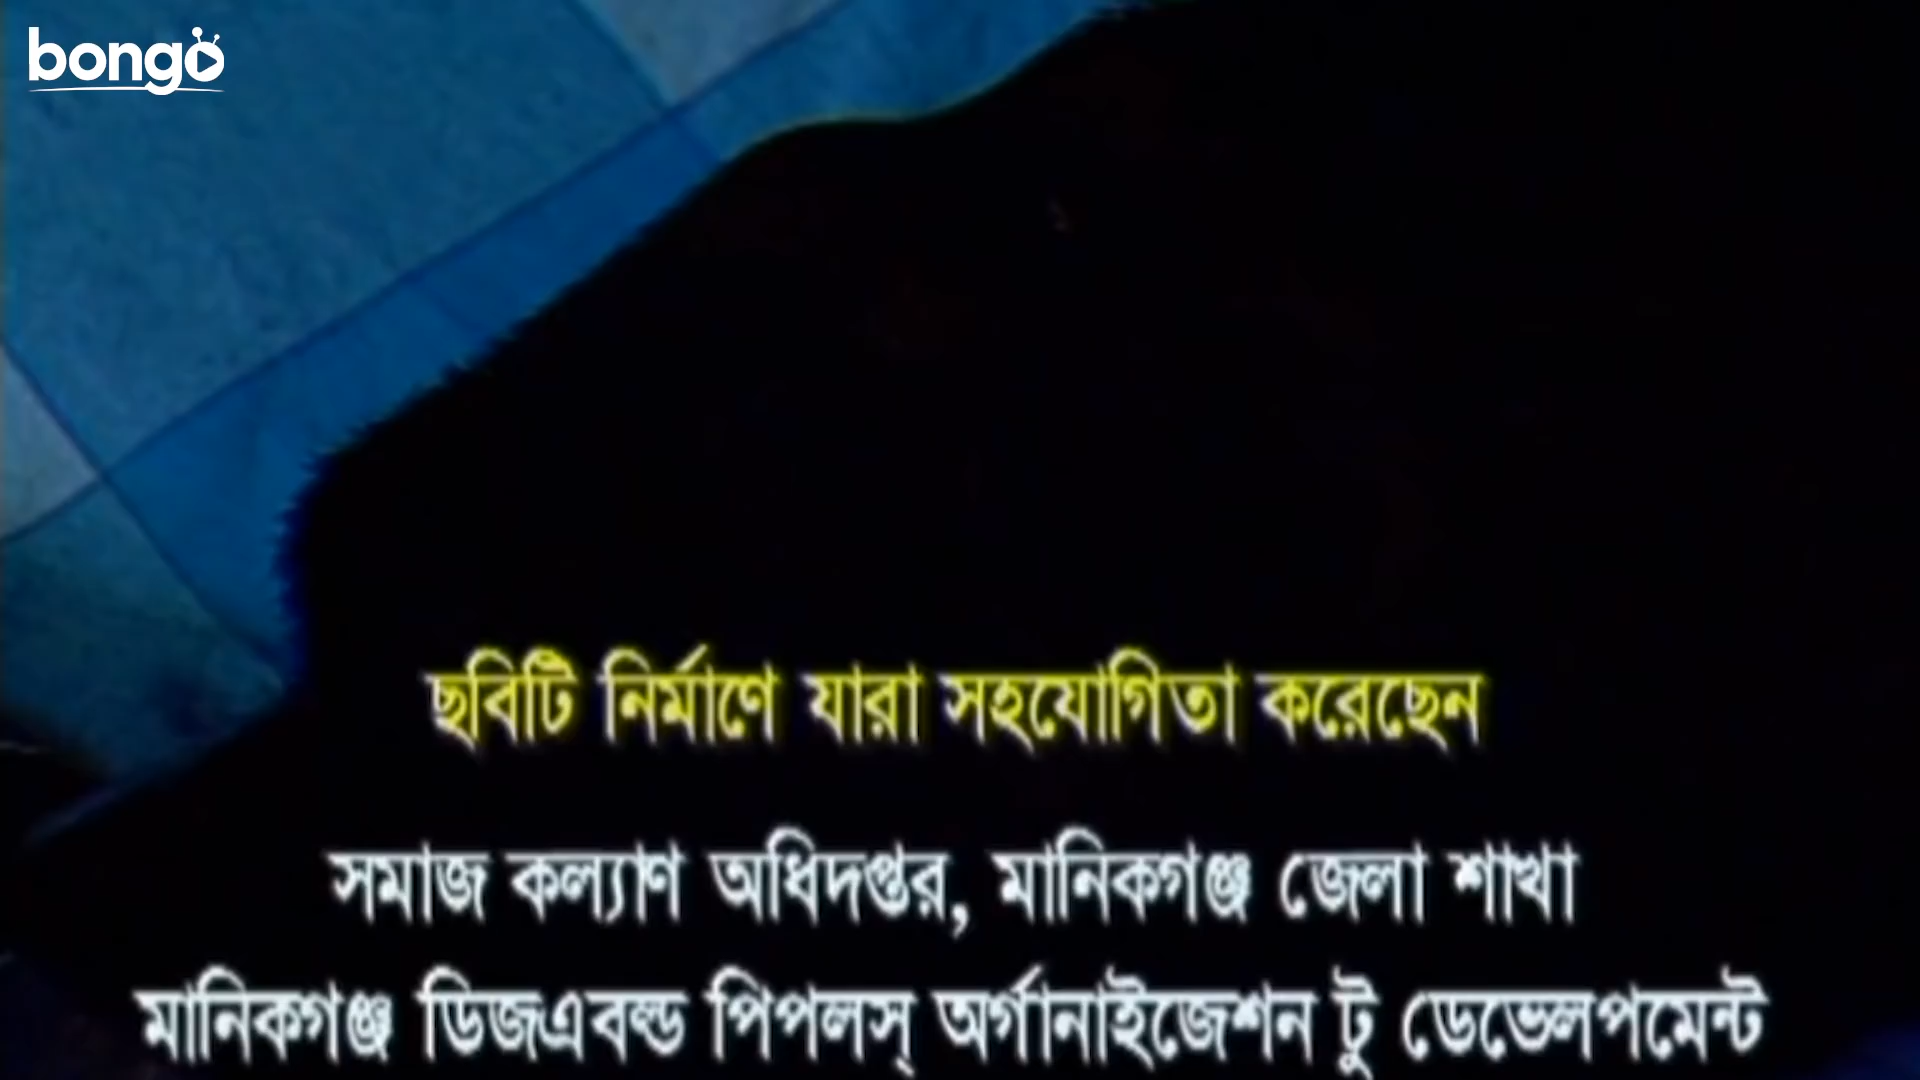 bongo
ছবিটি নির্মাণে যারা সহযোগিতা করেছেন
সমাজ কল্যাণ অধিদপ্তর, মানিকগঞ্জ জেলা শাখা
মানিকগঞ্জ ডিজএবল্ড পিপলস্ অর্গানাইজেশন টু ডেভেলপমেন্ট